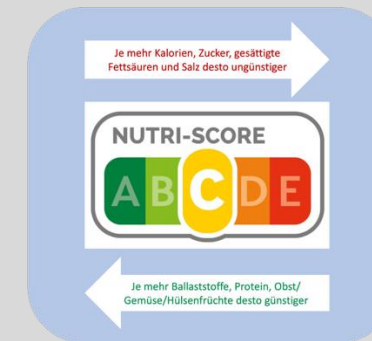 Je mehr Kalorien, Zucker, gesättigte
Fettsäuren und Salz desto ungünstiger
NUTRI-SCORE
A B C D E
Je mehr Ballaststoffe, Protein, Obst/
Gemüse/Hülsenfrüchte desto günstiger